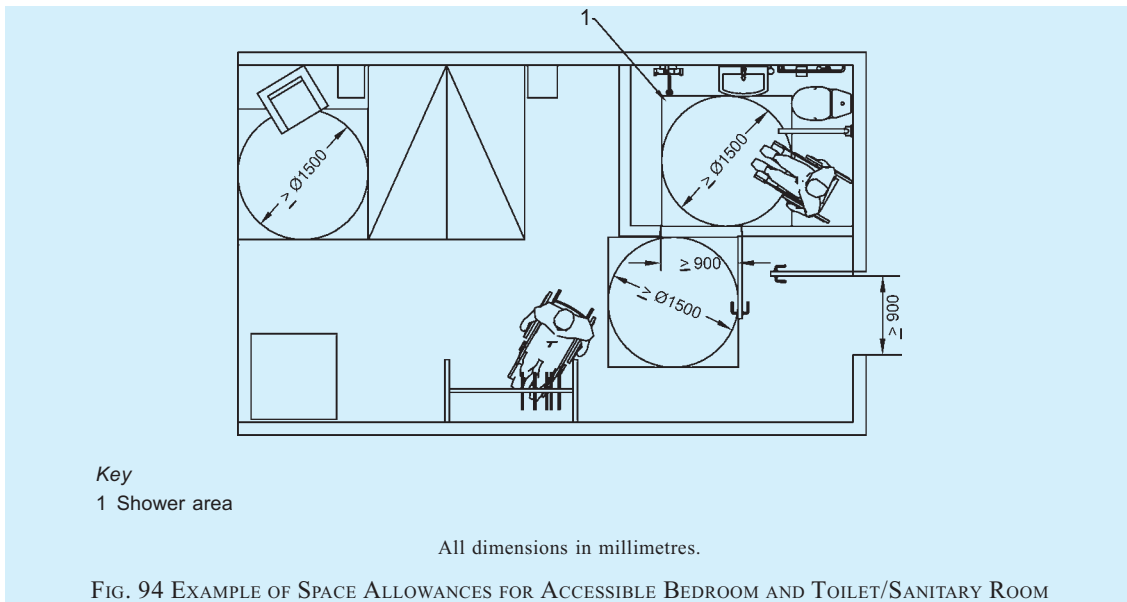 1
≥ Ø1500
≥ Ø1500
≥ 900
≥ Ø1500
≥ 900
Key
1 Shower area
All dimensions in millimetres.
FIG. 94 EXAMPLE OF SPACE ALLOWANCES FOR ACCESSIBLE BEDROOM AND TOILET/SANITARY ROOM